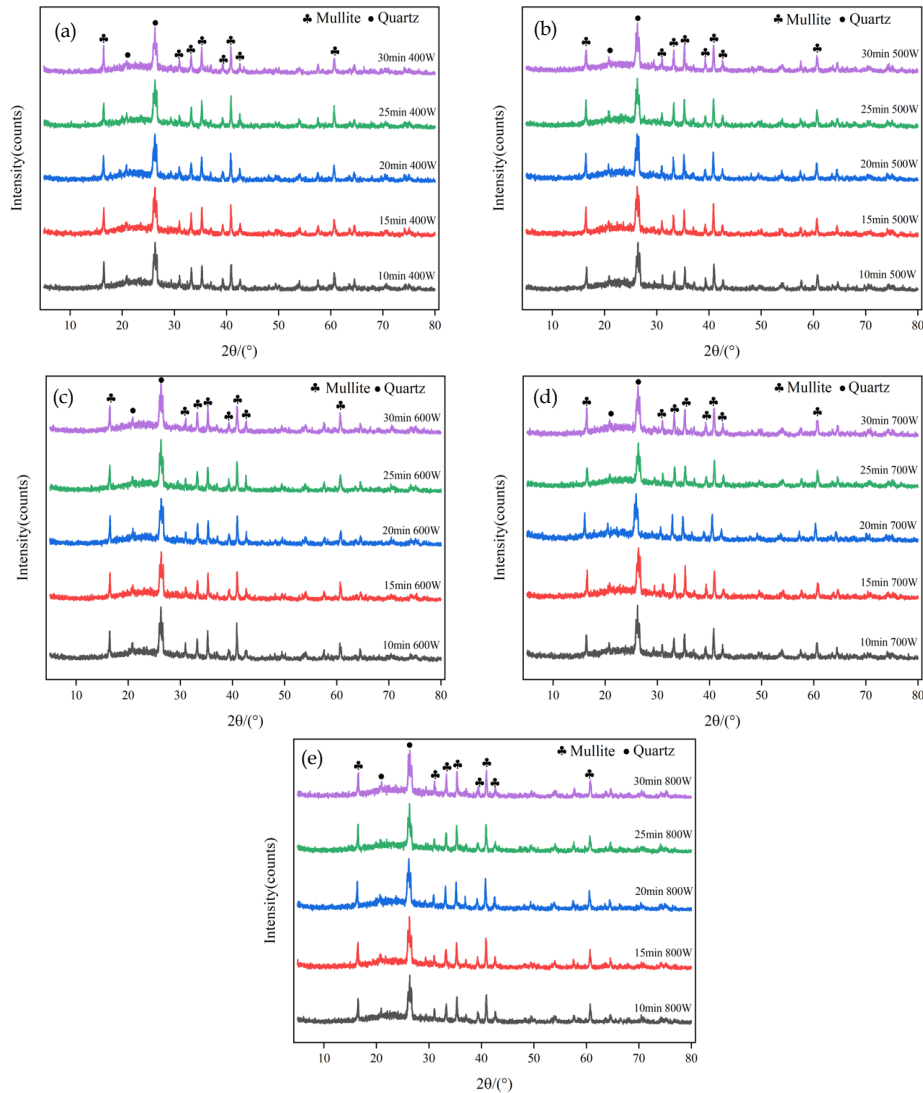 (a)
♣ Mullite ● Quartz
30min 400W
25min 400W
20min 400W
15min 400W
10min 400W
Intensity(counts)
10 20 30 40 50 60 70 80
2θ/(°)
(b)
♣ Mullite ● Quartz
30min 500W
25min 500W
20min 500W
15min 500W
10min 500W
Intensity(counts)
10 20 30 40 50 60 70 80
2θ/(°)
(c)
♣ Mullite ● Quartz
30min 600W
25min 600W
20min 600W
15min 600W
10min 600W
Intensity(counts)
10 20 30 40 50 60 70 80
2θ/(°)
(d)
♣ Mullite ● Quartz
30min 700W
25min 700W
20min 700W
15min 700W
10min 700W
Intensity(counts)
10 20 30 40 50 60 70 80
2θ/(°)
(e)
♣ Mullite ● Quartz
30min 800W
25min 800W
20min 800W
15min 800W
10min 800W
Intensity(counts)
10 20 30 40 50 60 70 80
2θ/(°)